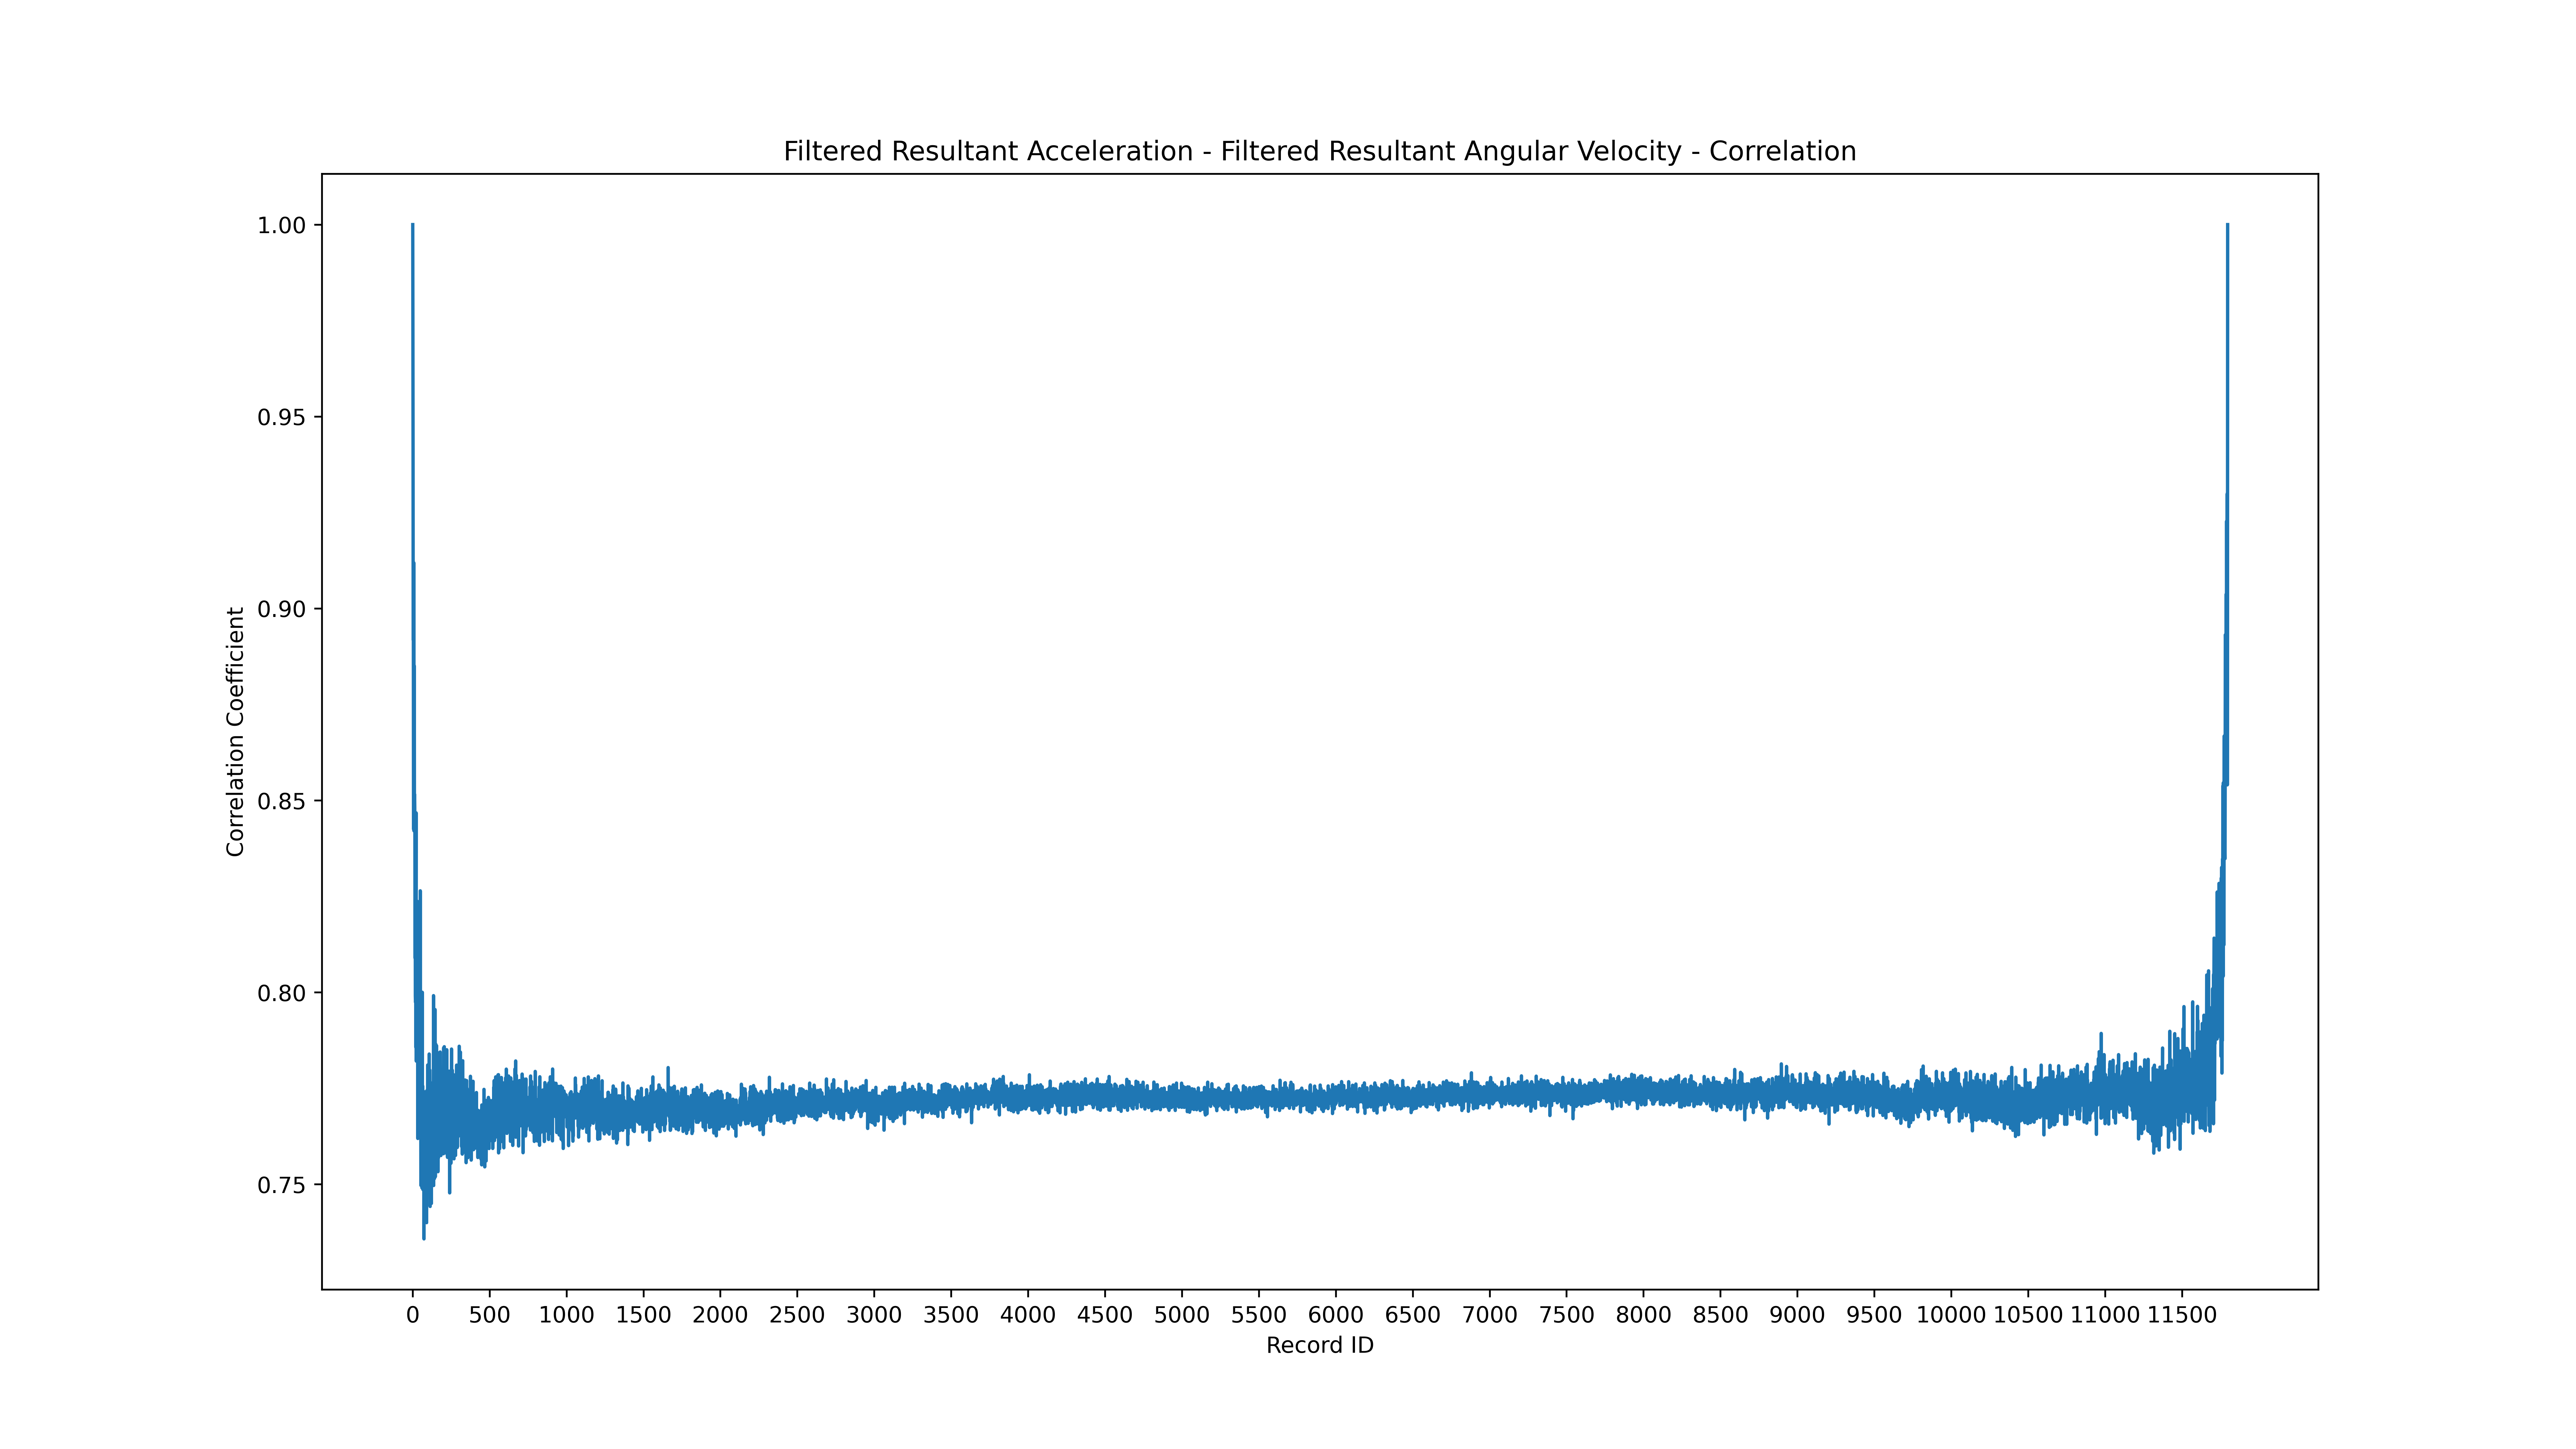 Filtered Resultant Acceleration - Filtered Resultant Angular Velocity - Correlation
1.00
0.95
0.90
0.85
0.80
0.75
Correlation Coefficient
0 500 1000 1500 2000 2500 3000 3500 4000 4500 5000 5500 6000 6500 7000 7500 8000 8500 9000 9500 10000 10500 11000 11500
Record ID